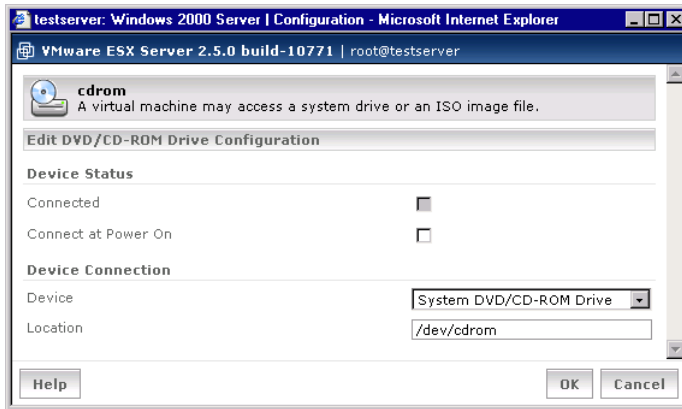 testserver: Windows 2000 Server | Configuration - Microsoft Internet Explorer
VMware ESX Server 2.5.0 build-10771 | root@testserver
cdrom
A virtual machine may access a system drive or an ISO image file.
Edit DVD/CD-ROM Drive Configuration
Device Status
Connected
Connect at Power On
Device Connection
Device System DVD/CD-ROM Drive
Location /dev/cdrom
Help OK Cancel